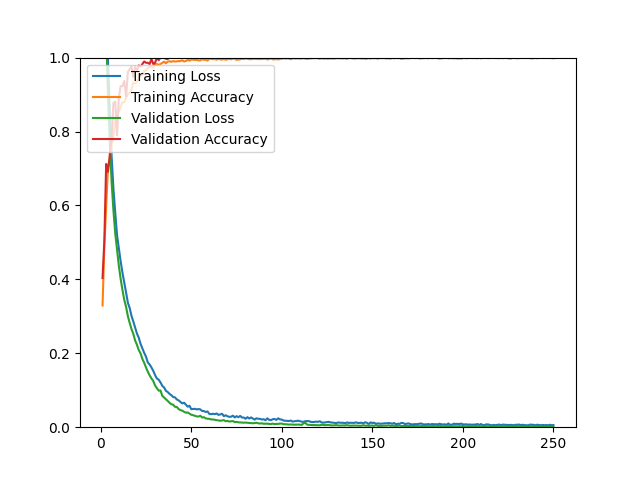 1.0
0.8
0.6
0.4
0.2
0.0
Training Loss
Training Accuracy
Validation Loss
Validation Accuracy
0 50 100 150 200 250